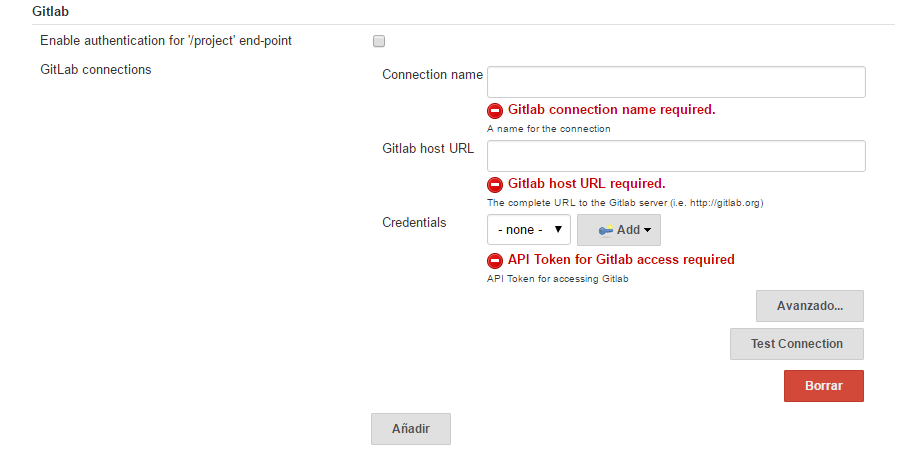 Gitlab
Enable authentication for '/project' end-point
GitLab connections
Connection name
Gitlab connection name required.
A name for the connection
Gitlab host URL
Gitlab host URL required.
The complete URL to the Gitlab server (i.e. http://gitlab.org)
Credentials
- none -
Add
API Token for Gitlab access required
API Token for accessing Gitlab
Avanzado...
Test Connection
Borrar
Añadir